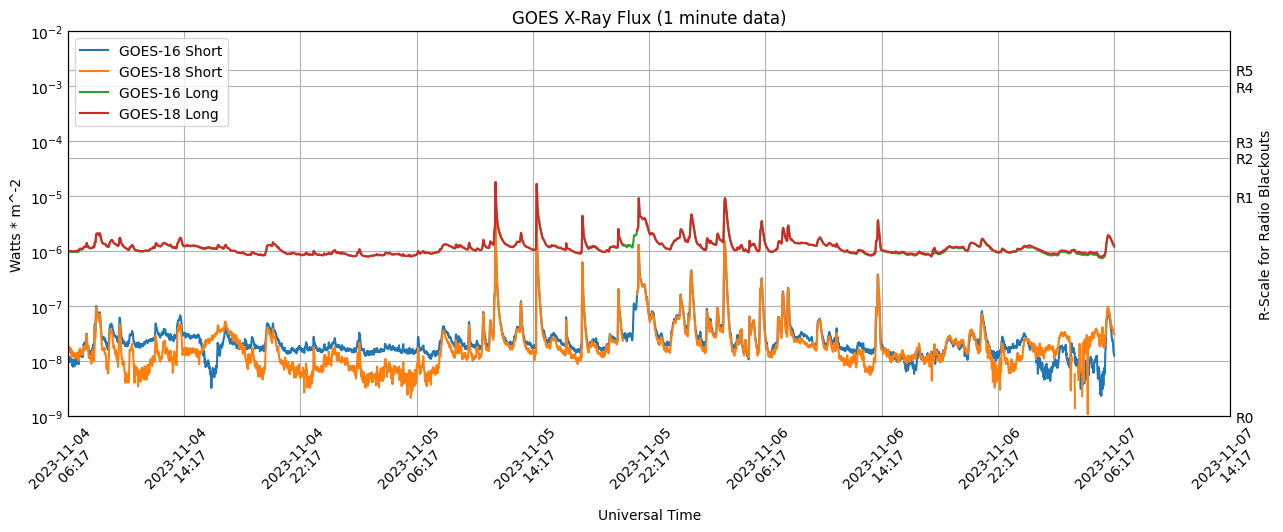 GOES X-Ray Flux (1 minute data)
GOES-16 Short
GOES-18 Short
GOES-16 Long
GOES-18 Long
Watts * m^-2
10^-2
10^-3
10^-4
10^-5
10^-6
10^-7
10^-8
10^-9
R5
R4
R3
R2
R1
R0
R-Scale for Radio Blackouts
2023-11-04
06:17
2023-11-04
14:17
2023-11-04
22:17
2023-11-05
06:17
2023-11-05
14:17
2023-11-05
22:17
2023-11-06
06:17
2023-11-06
14:17
2023-11-06
22:17
2023-11-07
06:17
2023-11-07
14:17
Universal Time